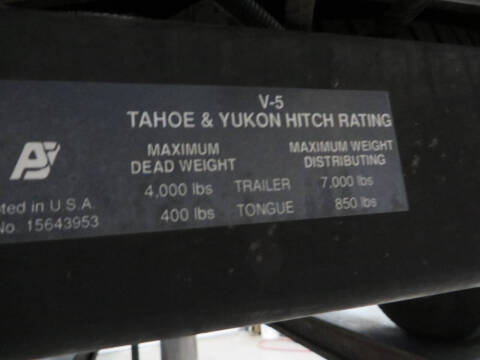 V-5
TAHOE & YUKON HITCH RATING
MAXIMUM DEAD WEIGHT
MAXIMUM WEIGHT DISTRIBUTING
4,000 lbs TRAILER 7,000 lbs
400 lbs TONGUE 850 lbs
in U.S.A.
No. 15643953